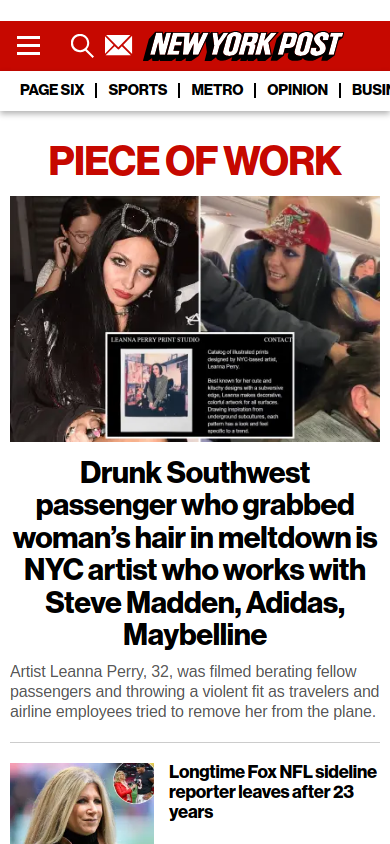 NEW YORK POST
PAGE SIX | SPORTS | METRO | OPINION | BUSI
PIECE OF WORK
LEANNA PERRY PRINT STUDIO CONTACT
Catalog of illustrated prints
designed by NYC-based artist,
Leanna Perry.
Best known for her cute and
kitschy designs with a subversive
edge, Leanna makes decorative,
colorful artwork for all surfaces.
Drawing inspiration from
underground subcultures, each
pattern has a look and feel
specific to a trend.
Drunk Southwest
passenger who grabbed
woman’s hair in meltdown is
NYC artist who works with
Steve Madden, Adidas,
Maybelline
Artist Leanna Perry, 32, was filmed berating fellow
passengers and throwing a violent fit as travelers and
airline employees tried to remove her from the plane.
Longtime Fox NFL sideline
reporter leaves after 23
years